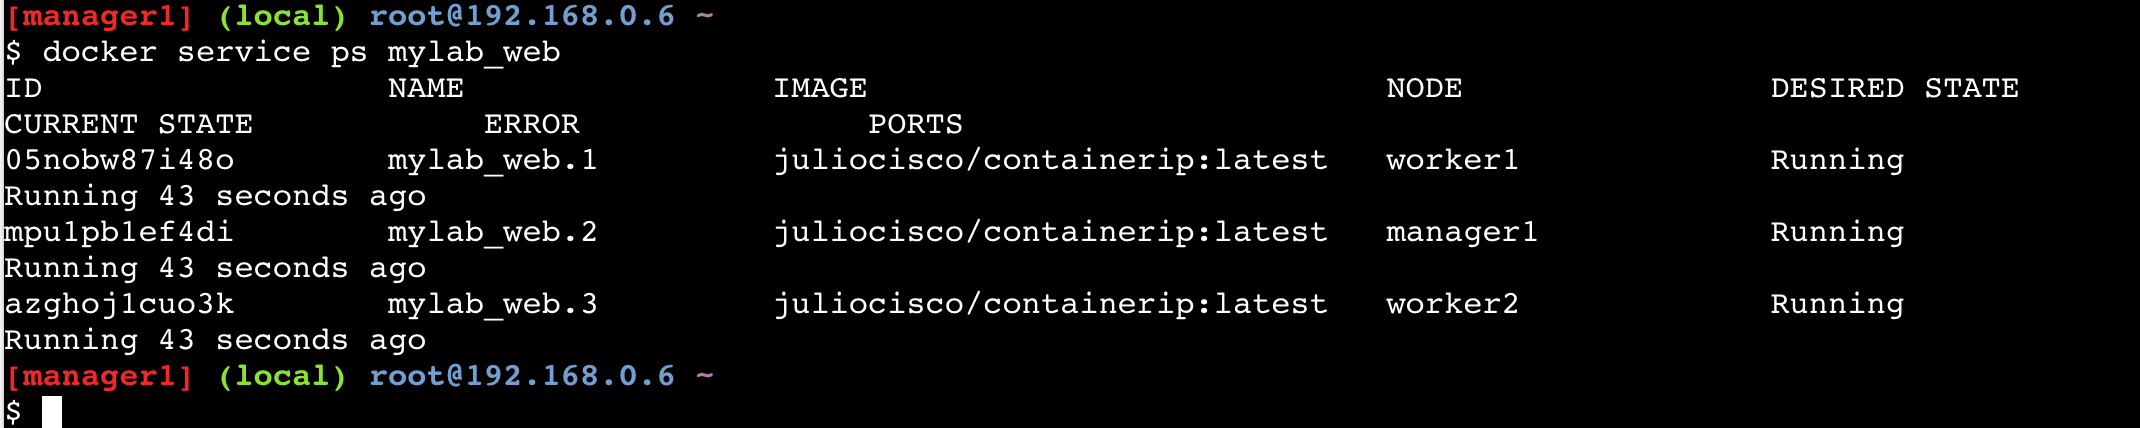 [manager1] (local) root@192.168.0.6 ~
$ docker service ps mylab_web
ID NAME IMAGE NODE DESIRED STATE
CURRENT STATE ERROR PORTS
05nobw87i48o mylab_web.1 juliocisco/containerip:latest worker1 Running
Running 43 seconds ago
mpu1pb1ef4di mylab_web.2 juliocisco/containerip:latest manager1 Running
Running 43 seconds ago
azghoj1cuo3k mylab_web.3 juliocisco/containerip:latest worker2 Running
Running 43 seconds ago
[manager1] (local) root@192.168.0.6 ~
$